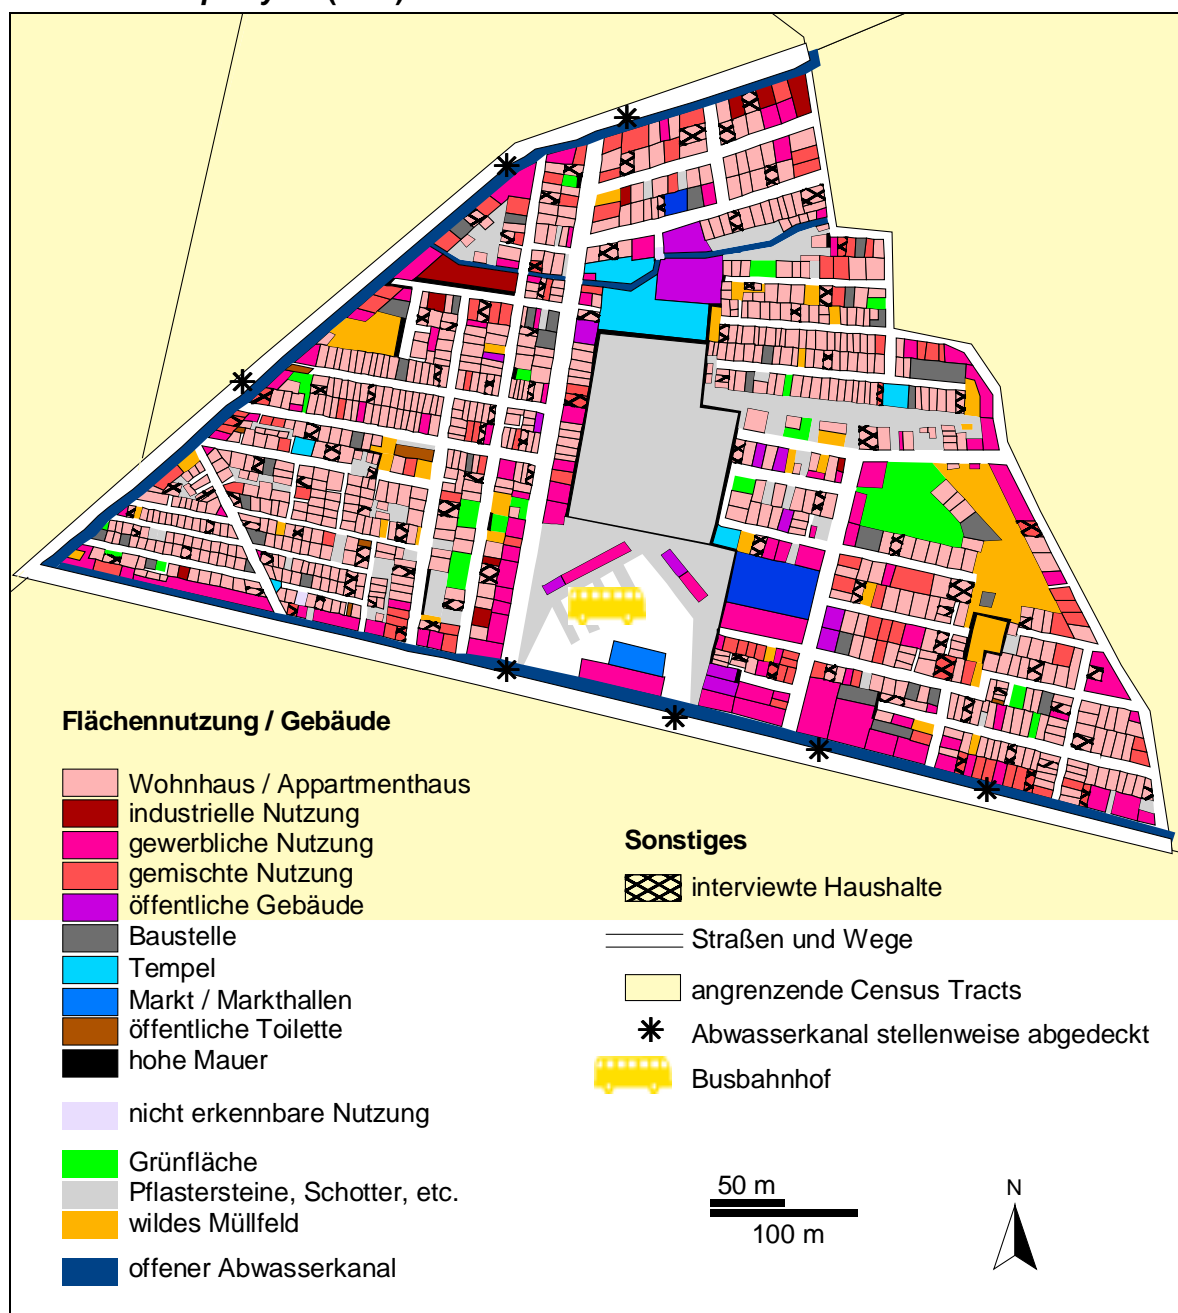 Flächennutzung / Gebäude
Wohnhaus / Appartmenthaus
industrielle Nutzung
gewerbliche Nutzung
gemischte Nutzung
öffentliche Gebäude
Baustelle
Tempel
Markt / Markthallen
öffentliche Toilette
hohe Mauer
nicht erkennbare Nutzung
Grünfläche
Pflastersteine, Schotter, etc.
wildes Müllfeld
offener Abwasserkanal
Sonstiges
interviewte Haushalte
Straßen und Wege
angrenzende Census Tracts
Abwasserkanal stellenweise abgedeckt
Busbahnhof
50 m
100 m
N